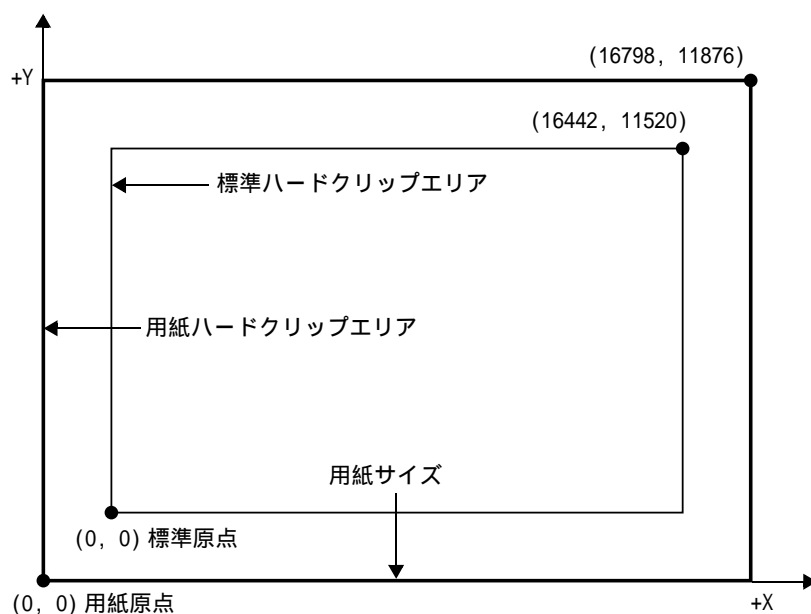 (16798, 11876)
+Y
(16442, 11520)
標準ハードクリップエリア
用紙ハードクリップエリア
用紙サイズ
(0, 0) 標準原点
(0, 0) 用紙原点
+X